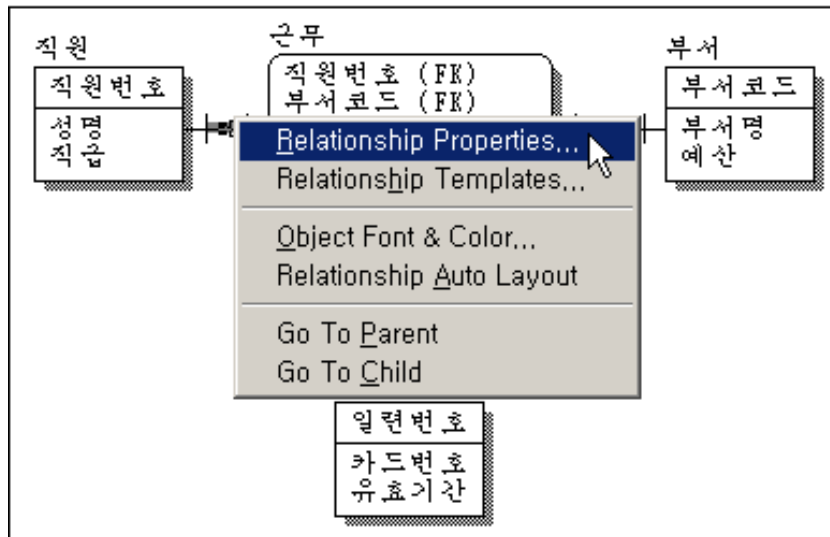 직원
직원번호
성명
직급
근무
직원번호 (FK)
부서코드 (FK)
부서
부서코드
부서명
예산
Relationship Properties...
Relationship Templates...
Object Font & Color...
Relationship Auto Layout
Go To Parent
Go To Child
일련번호
카드번호
유효기간